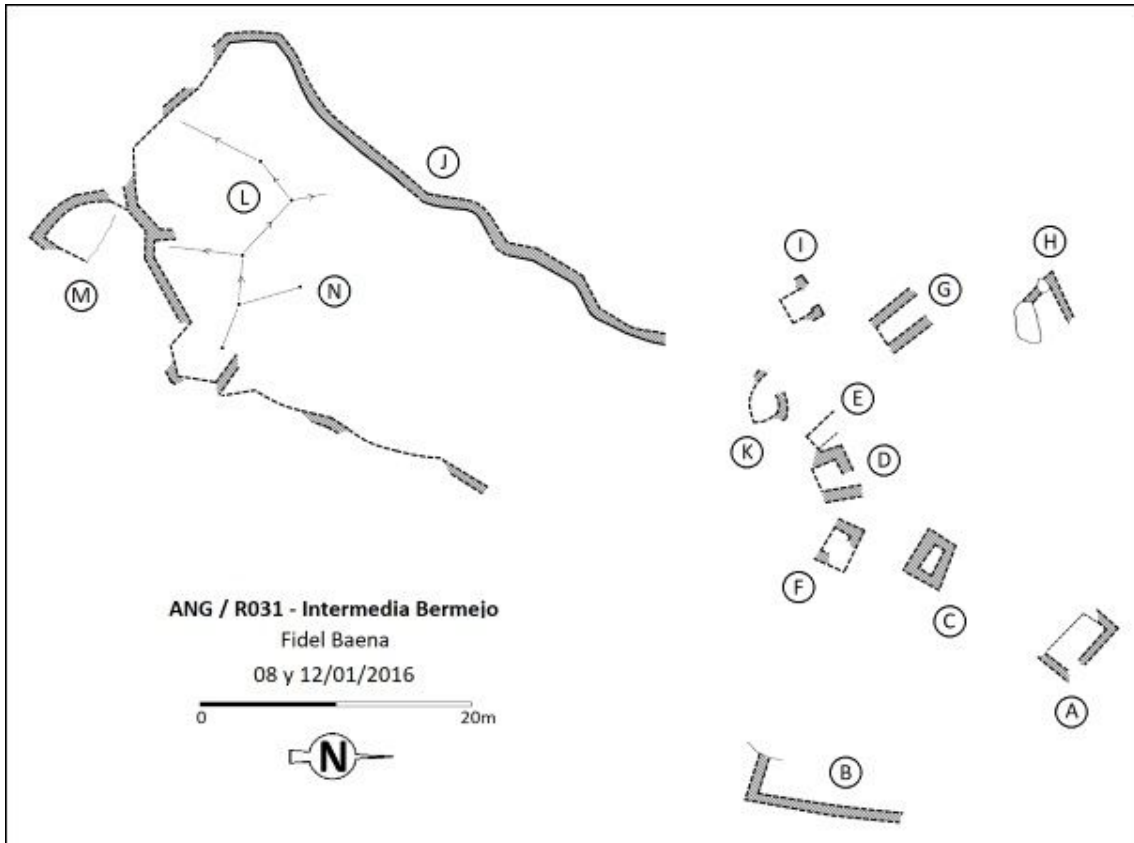 J
L
I
H
M
N
G
E
K
D
F
C
ANG / R031 - Intermedia Bermejo
Fidel Baena
08 y 12/01/2016
0 20m
N
A
B